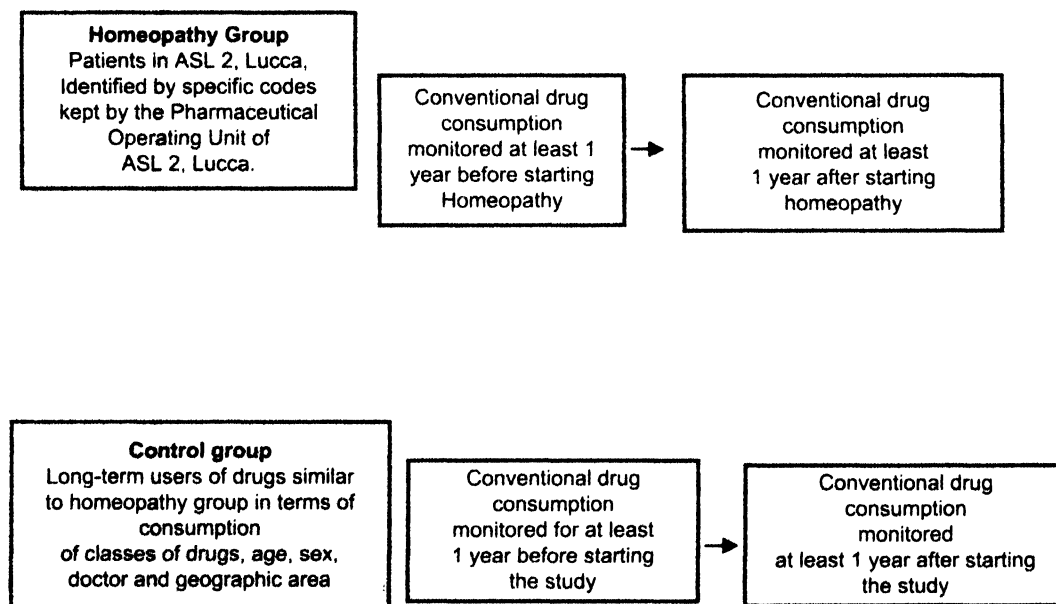 Homeopathy Group
Patients in ASL 2, Lucca,
Identified by specific codes
kept by the Pharmaceutical
Operating Unit of
ASL 2, Lucca.
Conventional drug
consumption
monitored at least 1
year before starting
Homeopathy
Conventional drug
consumption
monitored at least
1 year after starting
homeopathy
Control group
Long-term users of drugs similar
to homeopathy group in terms of
consumption
of classes of drugs, age, sex,
doctor and geographic area
Conventional drug
consumption
monitored for at least
1 year before starting
the study
Conventional drug
consumption
monitored
at least 1 year after starting
the study